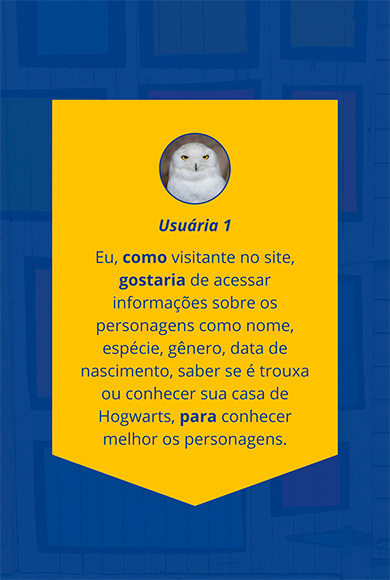 Usuária 1
Eu, como visitante no site,
gostaria de acessar
informações sobre os
personagens como nome,
espécie, gênero, data de
nascimento, saber se é trouxa
ou conhecer sua casa de
Hogwarts, para conhecer
melhor os personagens.